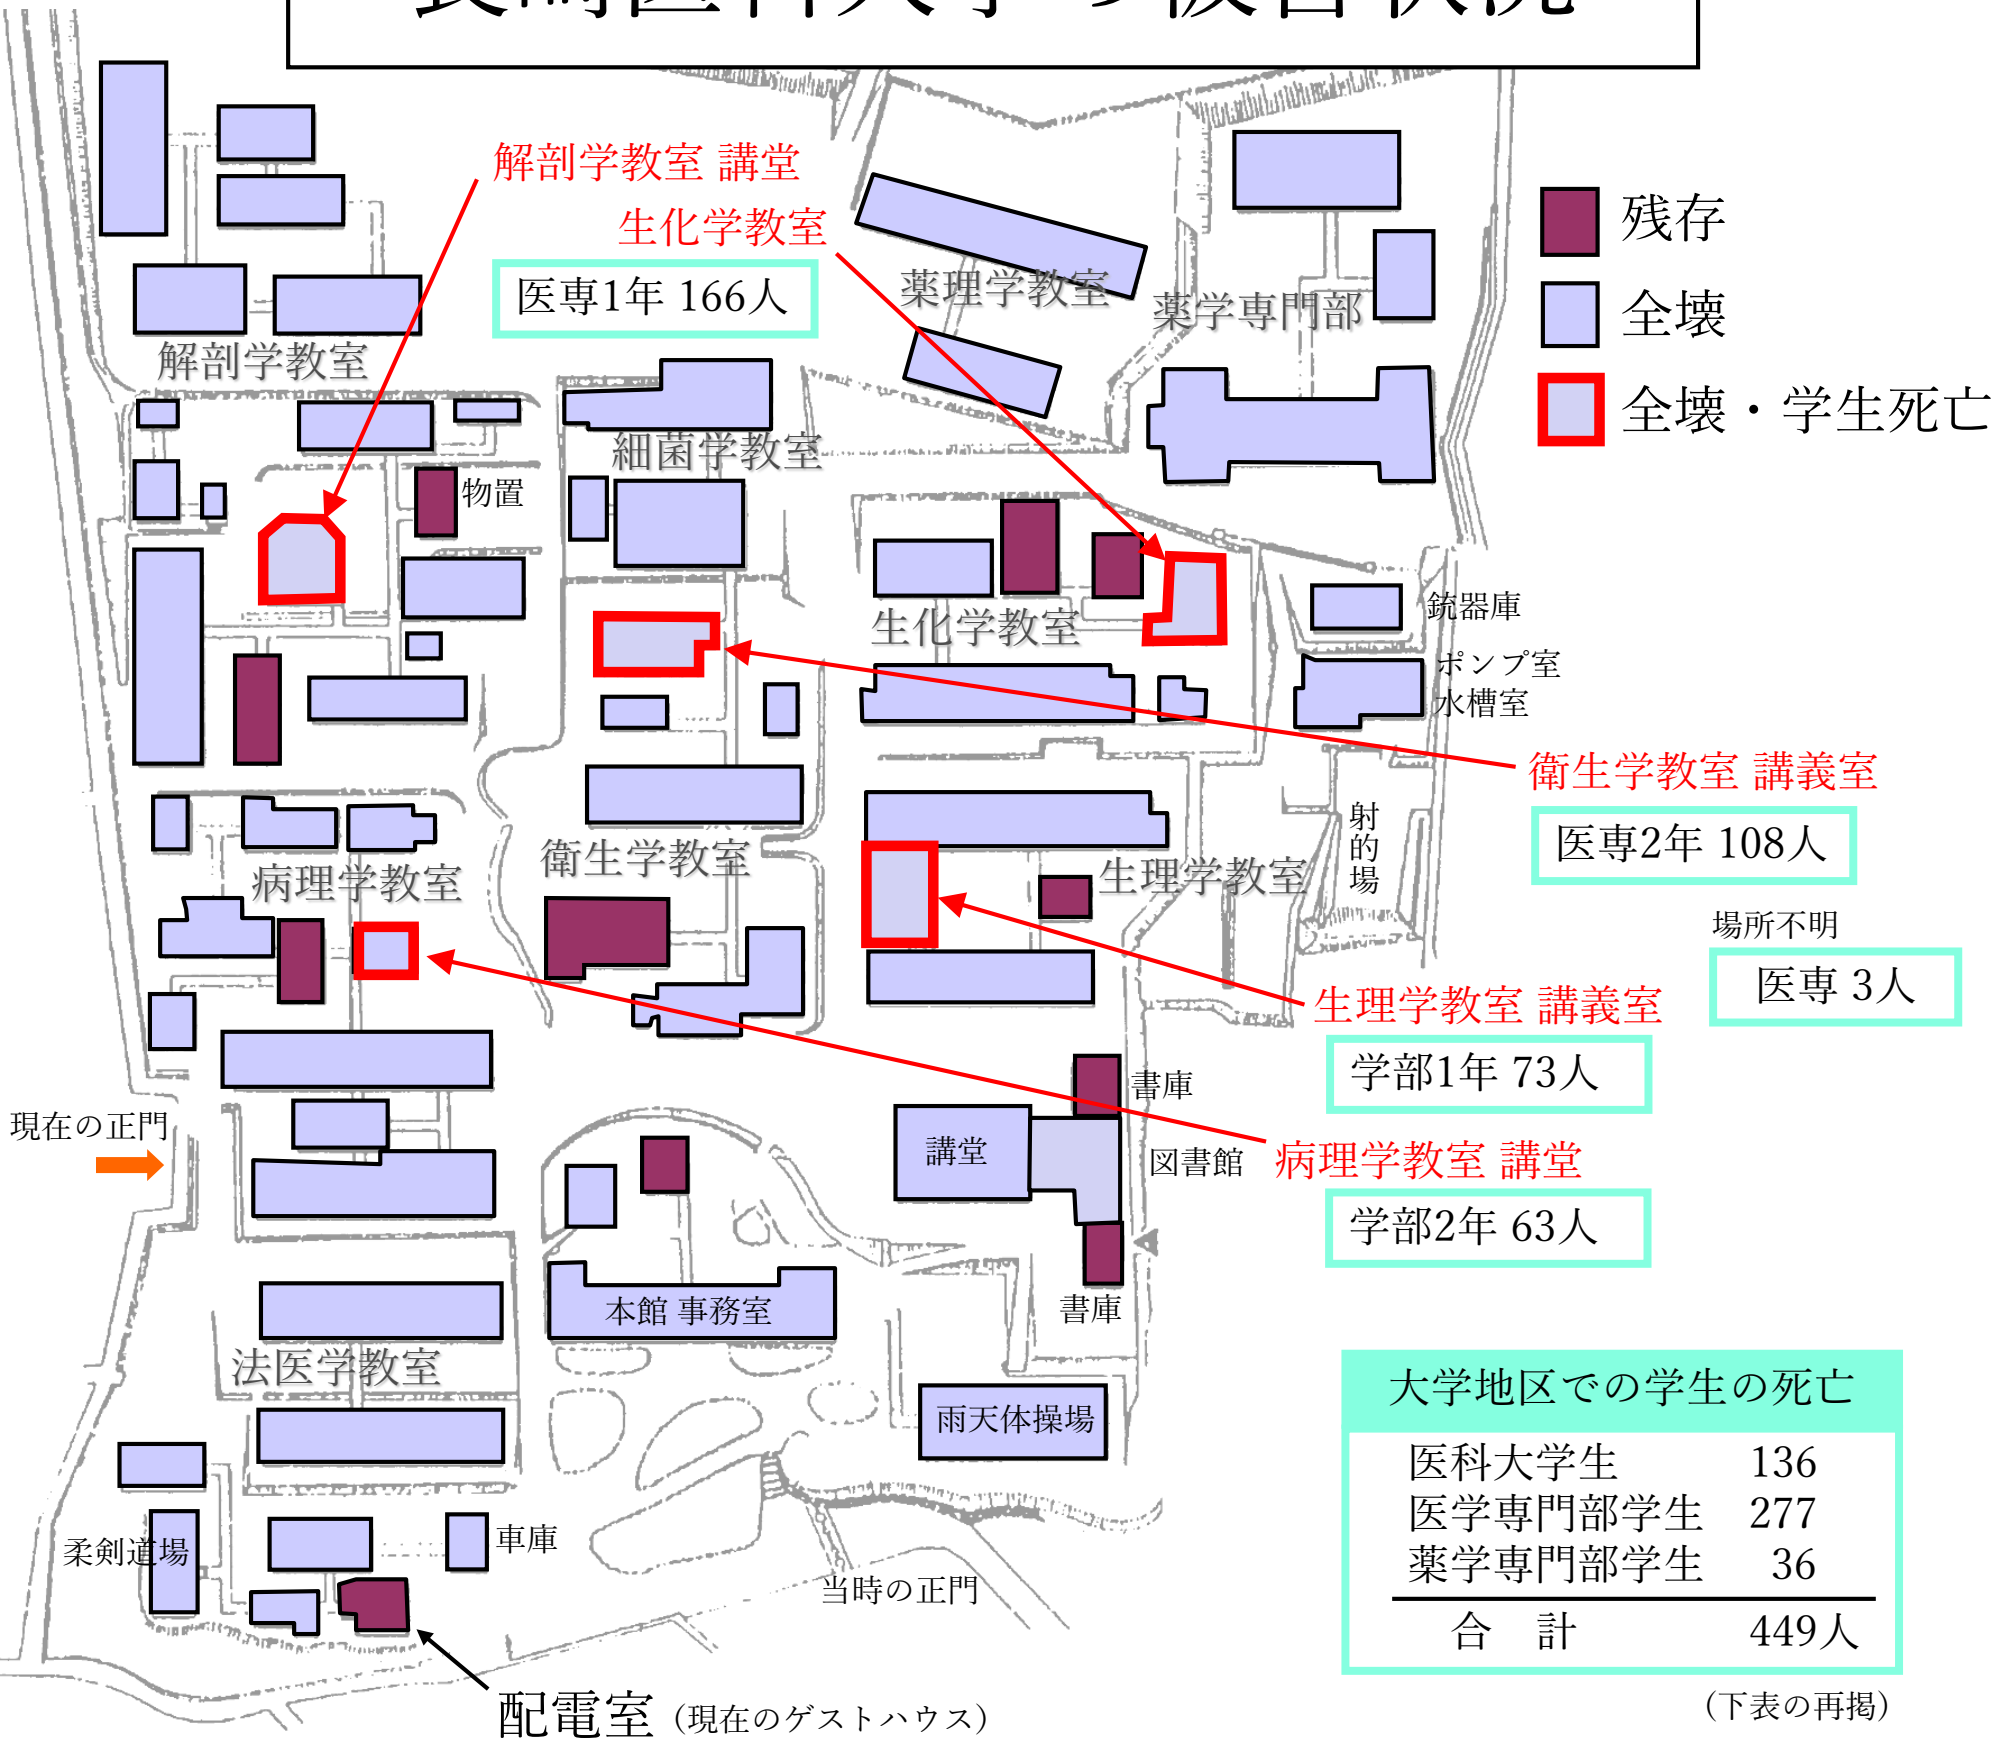 長崎医科大学の被害状況
解剖学教室 講堂
生化学教室
医専1年 166人
薬理学教室
薬学専門部
残存
全壊
全壊・学生死亡
解剖学教室
細菌学教室
物置
生化学教室
銃器庫
ポンプ室
水槽室
衛生学教室 講義室
医専2年 108人
射的場
衛生学教室
病理学教室
生理学教室
場所不明
医専 3人
生理学教室 講義室
学部1年 73人
書庫
現在の正門
講堂
図書館
病理学教室 講堂
学部2年 63人
書庫
本館 事務室
法医学教室
雨天体操場
大学地区での学生の死亡
医科大学生 136
医学専門部学生 277
薬学専門部学生 36
合 計 449人
(下表の再掲)
柔剣道場
車庫
当時の正門
配電室(現在のゲストハウス)